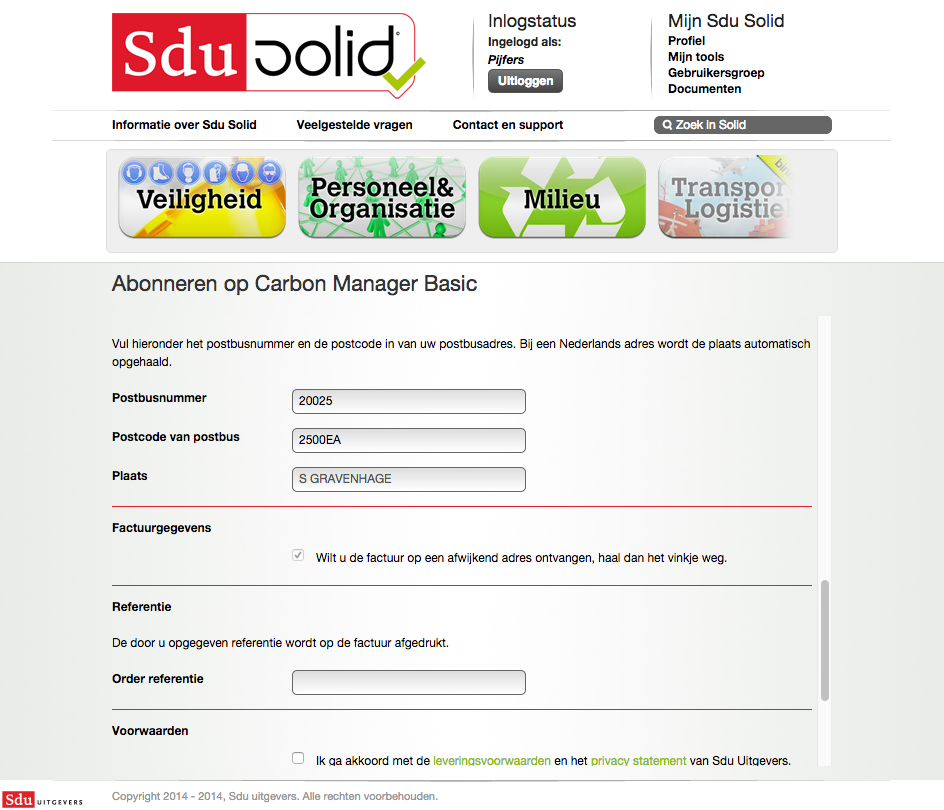 Sdu solid
Inlogstatus
Ingelogd als:
Pijfers
Uitloggen
Mijn Sdu Solid
Profiel
Mijn tools
Gebruikersgroep
Documenten
Informatie over Sdu Solid
Veelgestelde vragen
Contact en support
Zoek in Solid
Veiligheid
Personeel&
Organisatie
Milieu
Transpor
Logistie
Abonneren op Carbon Manager Basic
Vul hieronder het postbusnummer en de postcode in van uw postbusadres. Bij een Nederlands adres wordt de plaats automatisch
opgehaald.
Postbusnummer
20025
Postcode van postbus
2500EA
Plaats
S GRAVENHAGE
Factuurgegevens
Wilt u de factuur op een afwijkend adres ontvangen, haal dan het vinkje weg.
Referentie
De door u opgegeven referentie wordt op de factuur afgedrukt.
Order referentie
Voorwaarden
Ik ga akkoord met de leveringsvoorwaarden en het privacy statement van Sdu Uitgevers.
Sdu UITGEVERS
Copyright 2014 - 2014, Sdu uitgevers. Alle rechten voorbehouden.